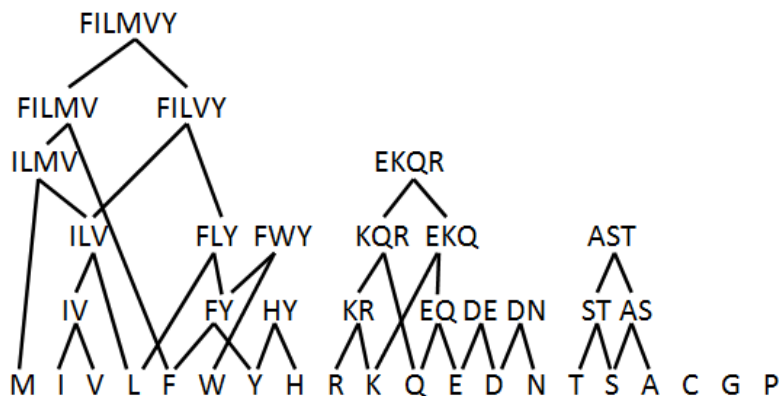 FILMVY
FILMV FILVY
ILMV EKQR
ILV FLY FWY KQR EKQ AST
IV FY HY KR EQ DE DN ST AS
M I V L F W Y H R K Q E D N T S A C G P